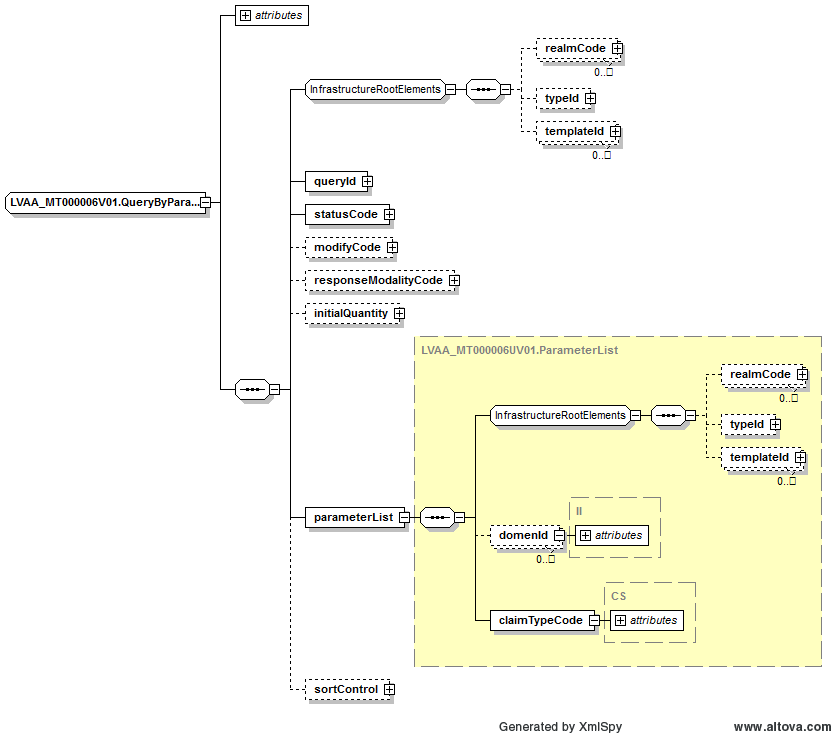 attributes
realmCode
0..□
InfrastructureRootElements
typeId
templateId
0..□
queryId
LVAA_MT000006V01.QueryByPara...
statusCode
modifyCode
responseModalityCode
initialQuantity
LVAA_MT000006UV01.ParameterList
realmCode
0..□
InfrastructureRootElements
typeId
templateId
0..□
parameterList
II
domenId
attributes
0..□
CS
claimTypeCode
attributes
sortControl
Generated by XmlSpy
www.altova.com